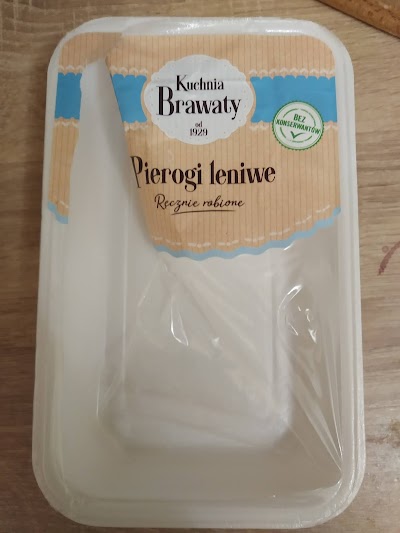 Kuchnia
Brawaty
od
1929
BEZ
KONSERWANTÓW
Pierogi leniwe
Ręcznie robione